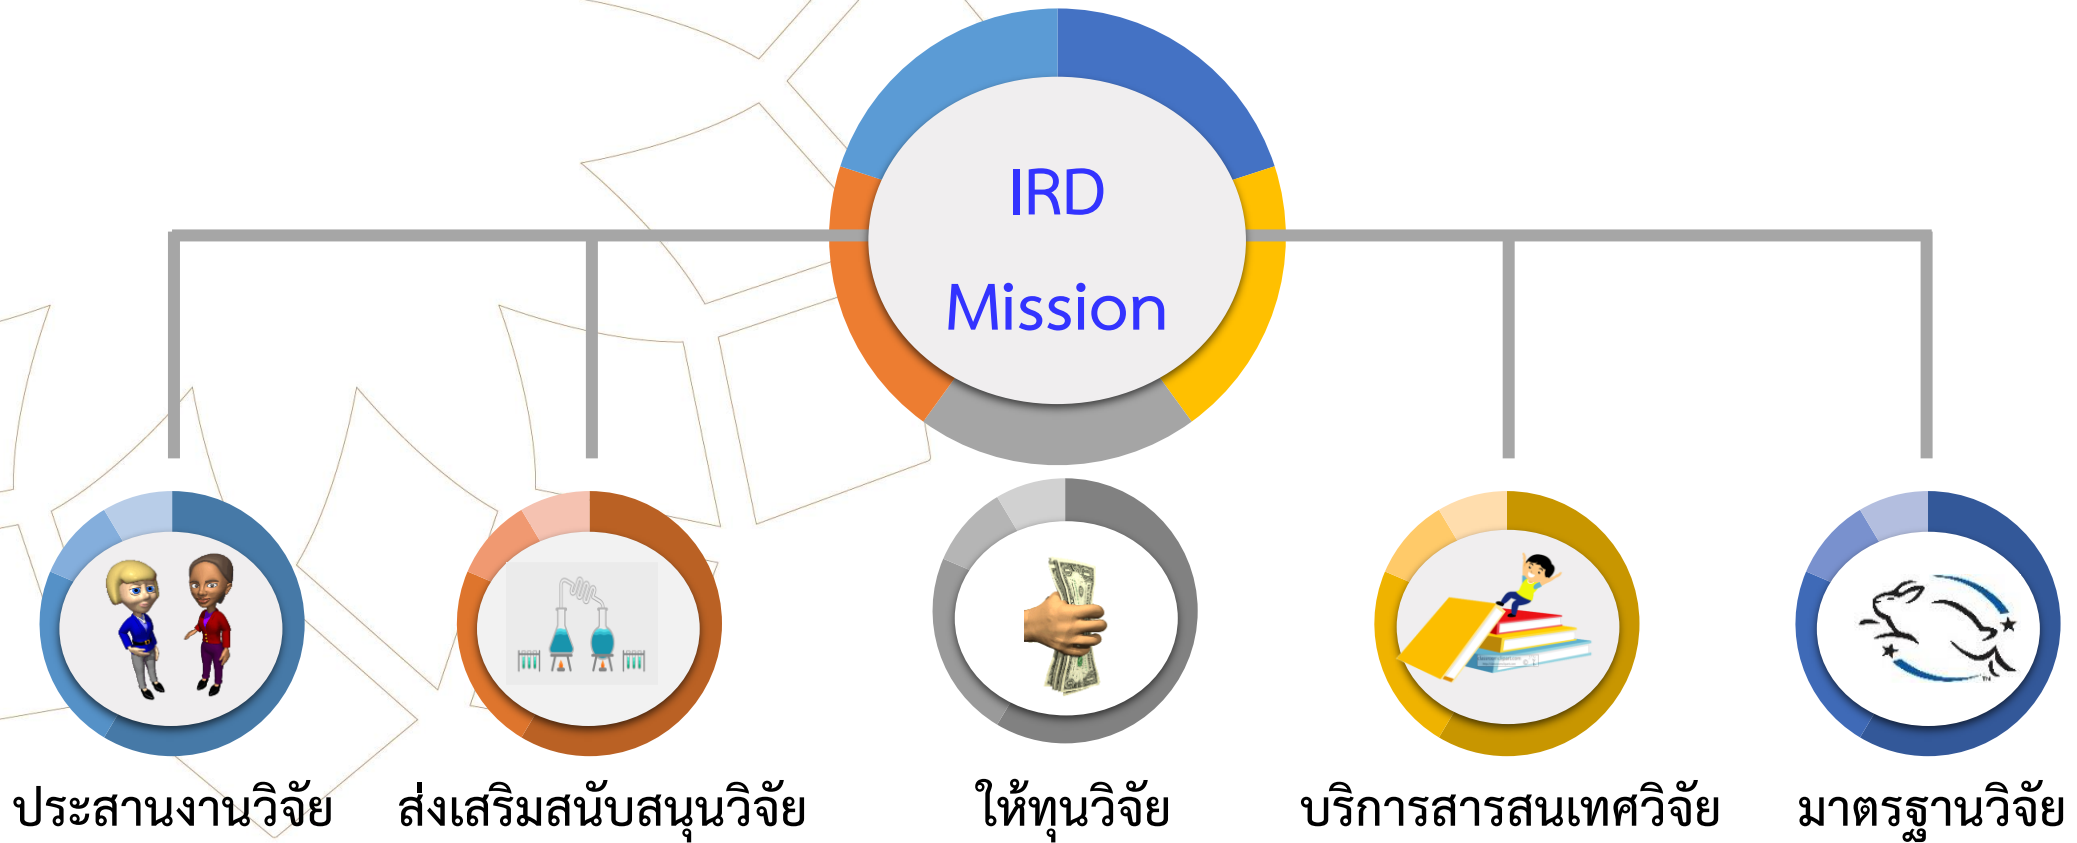 IRD
Mission
ประสานงานวิจัย
ส่งเสริมสนับสนุนวิจัย
ให้ทุนวิจัย
บริการสารสนเทศวิจัย
มาตรฐานวิจัย